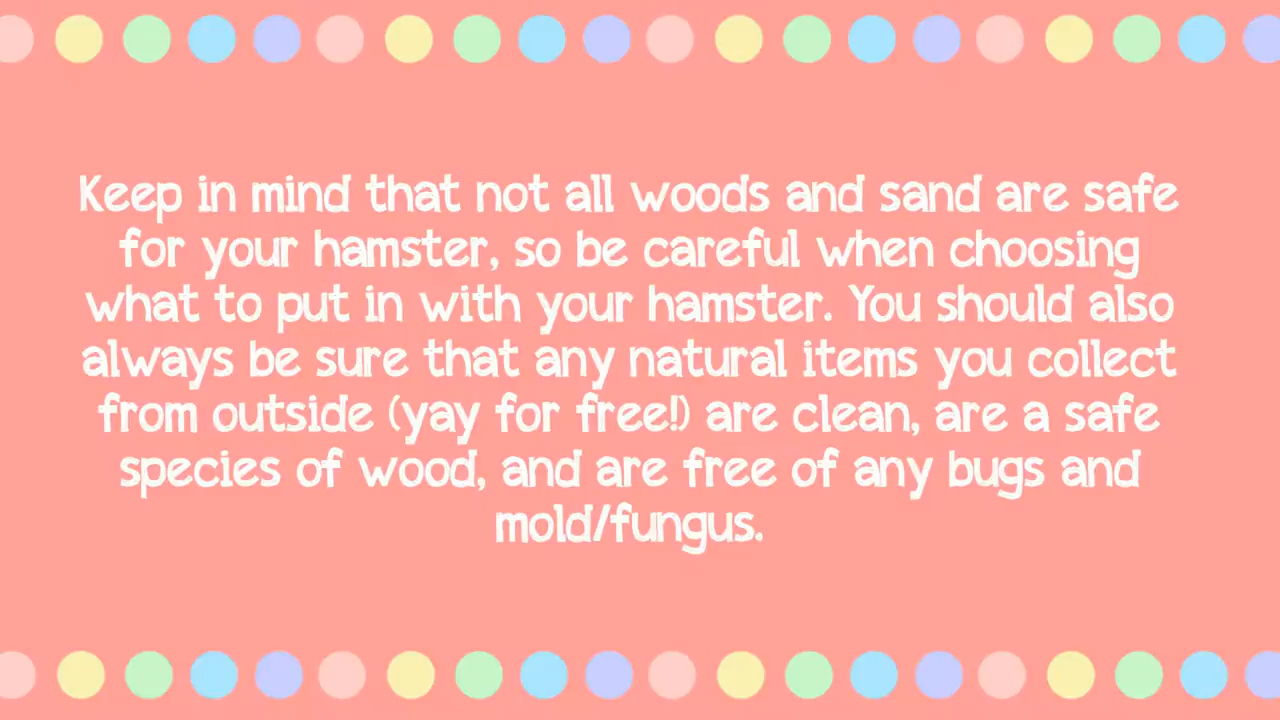 Keep in mind that not all woods and sand are safe
for your hamster, so be careful when choosing
what to put in with your hamster. You should also
always be sure that any natural items you collect
from outside (yay for free!) are clean, are a safe
species of wood, and are free of any bugs and
mold/fungus.